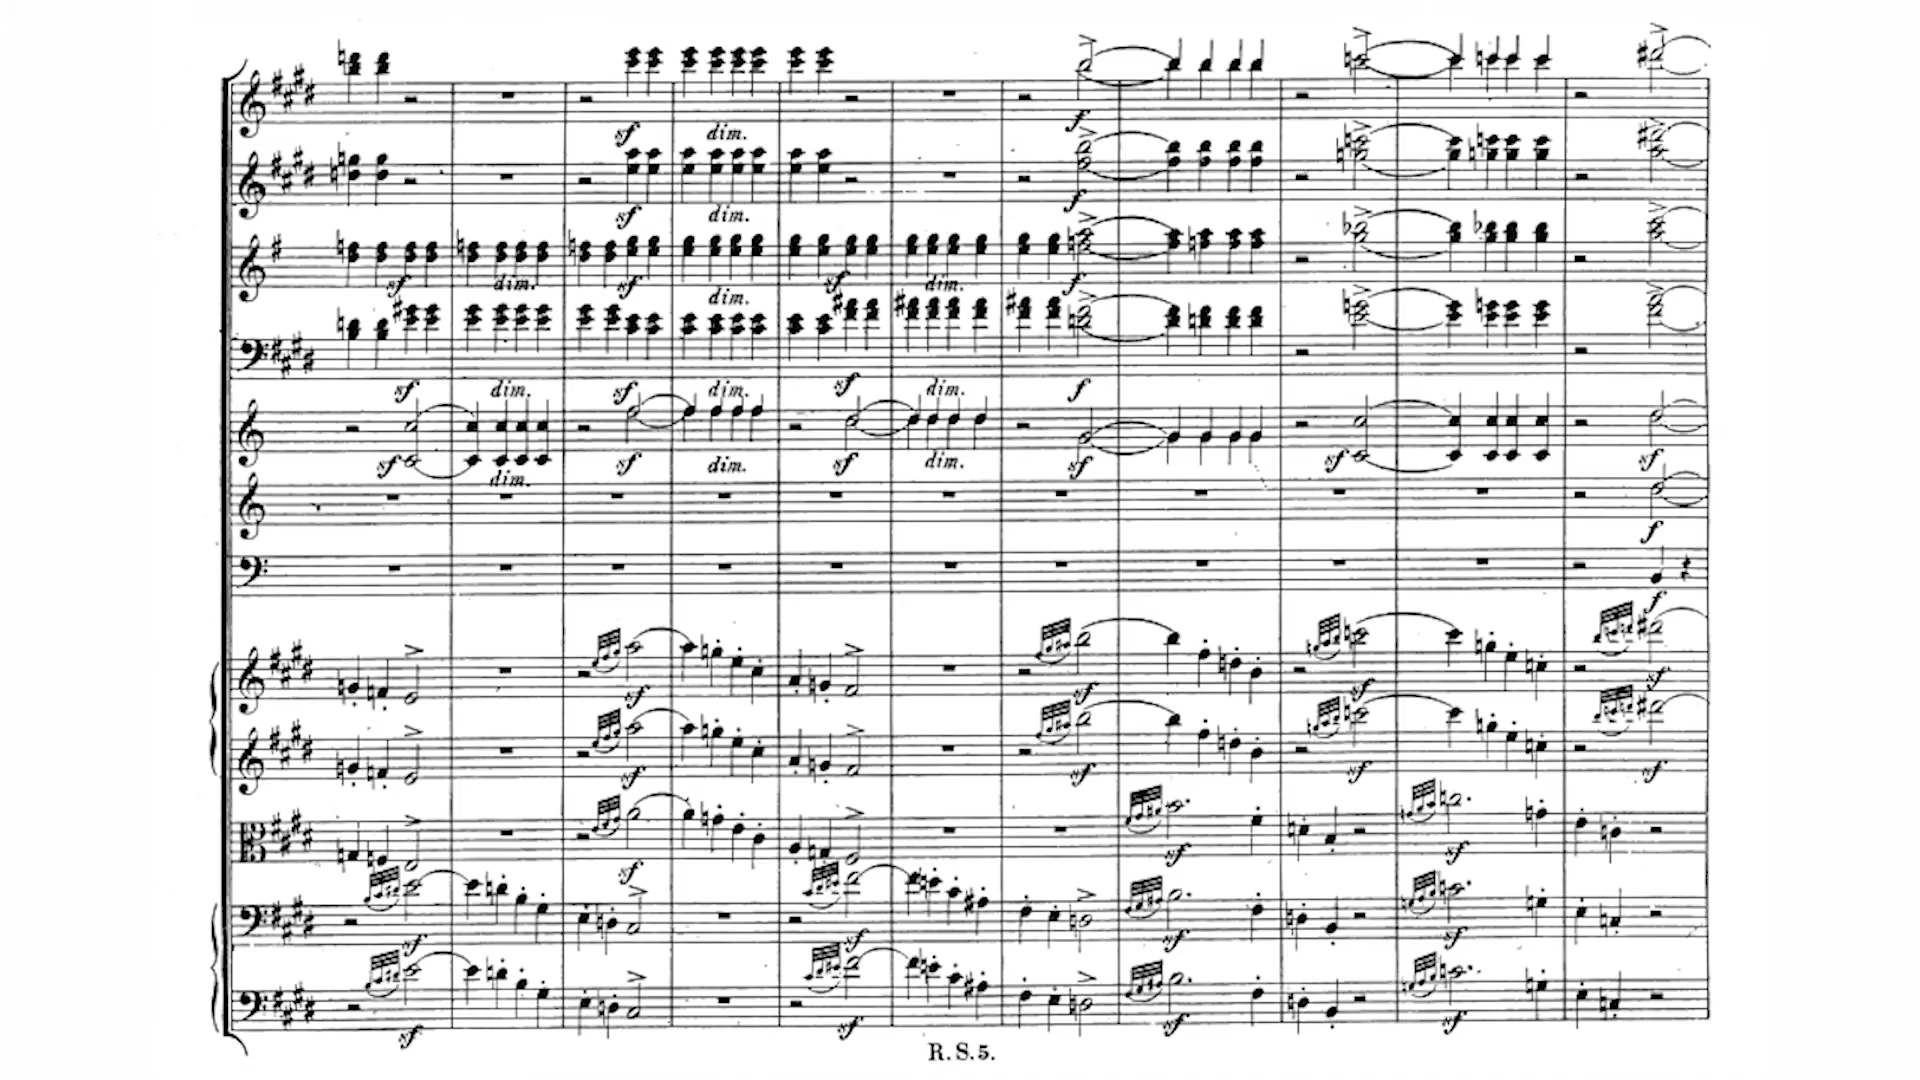 sf dim.
sf dim.
sf dim. sf sf dim. f
dim.
sf dim. sf dim. sf dim. f
sf sf dim. sf dim. sf sf sf
dim.
f
f
sf sf sf sf
sf sf sf sf
sf sf sf
sf sf sf sf
sf sf sf sf
R. S. 5.